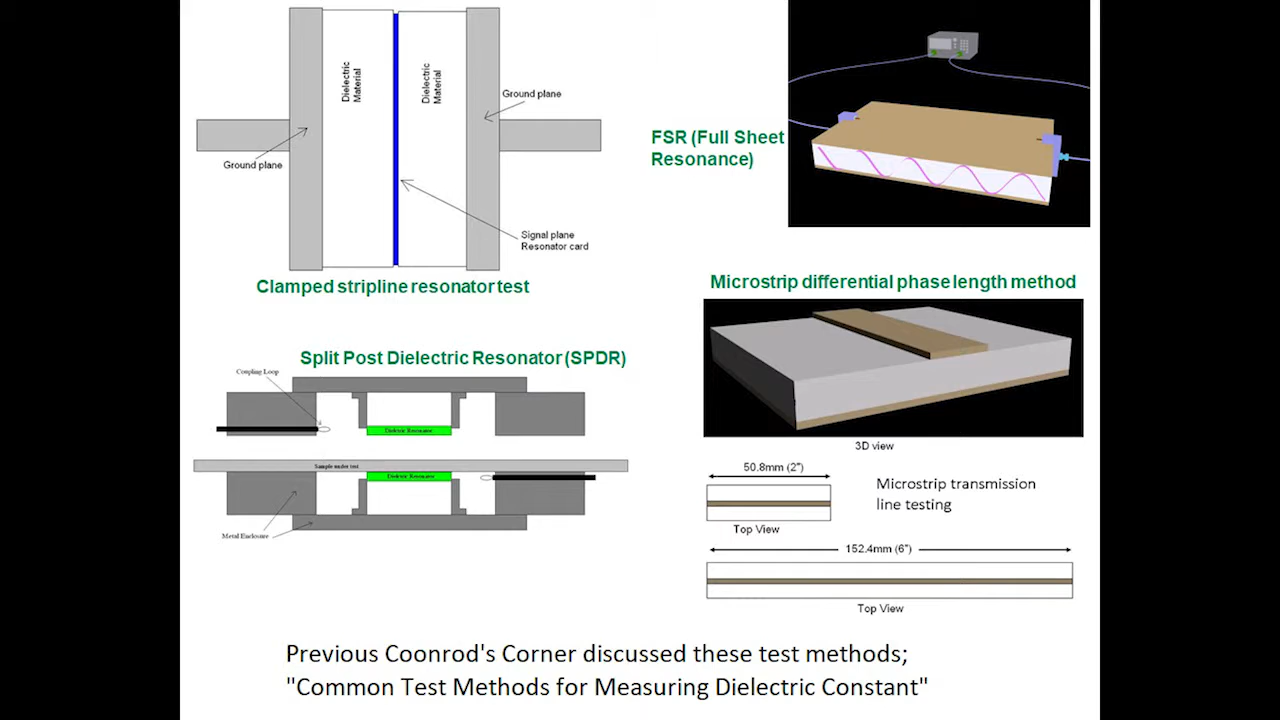 Dielectric
Material
Dielectric
Material
Ground plane
Ground plane
Signal plane
Resonator card
Clamped stripline resonator test
FSR (Full Sheet
Resonance)
Split Post Dielectric Resonator (SPDR)
Coupling Loop
Dielectric Resonator
Sample under test
Dielectric Resonator
Metal Enclosure
Microstrip differential phase length method
3D view
50.8mm (2")
Microstrip transmission
line testing
Top View
152.4mm (6")
Top View
Previous Coonrod's Corner discussed these test methods;
"Common Test Methods for Measuring Dielectric Constant"